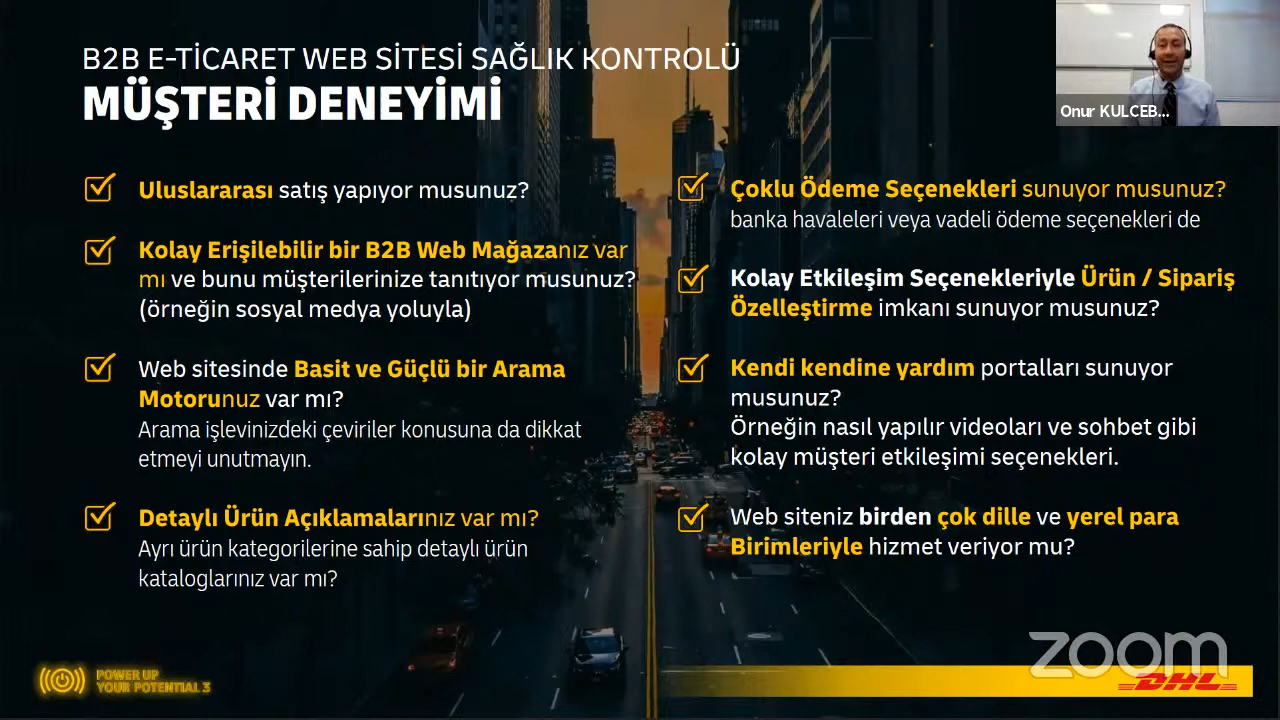 B2B E-TİCARET WEB SİTESİ SAĞLIK KONTROLÜ
MÜŞTERİ DENEYİMİ
Uluslararası satış yapıyor musunuz?
Kolay Erişilebilir bir B2B Web Mağazanız var
mı ve bunu müşterilerinize tanıtıyor musunuz?
(örneğin sosyal medya yoluyla)
Web sitesinde Basit ve Güçlü bir Arama
Motorunuz var mı?
Arama işlevinizdeki çeviriler konusuna da dikkat
etmeyi unutmayın.
Detaylı Ürün Açıklamalarınız var mı?
Ayrı ürün kategorilerine sahip detaylı ürün
kataloglarınız var mı?
Çoklu Ödeme Seçenekleri sunuyor musunuz?
banka havaleleri veya vadeli ödeme seçenekleri de
Kolay Etkileşim Seçenekleriyle Ürün / Sipariş
Özelleştirme imkanı sunuyor musunuz?
Kendi kendine yardım portalları sunuyor
musunuz?
Örneğin nasıl yapılır videoları ve sohbet gibi
kolay müşteri etkileşimi seçenekleri.
Web siteniz birden çok dille ve yerel para
Birimleriyle hizmet veriyor mu?
Onur KULCEB...
POWER UP
YOUR POTENTIAL 3
zoom
DHL